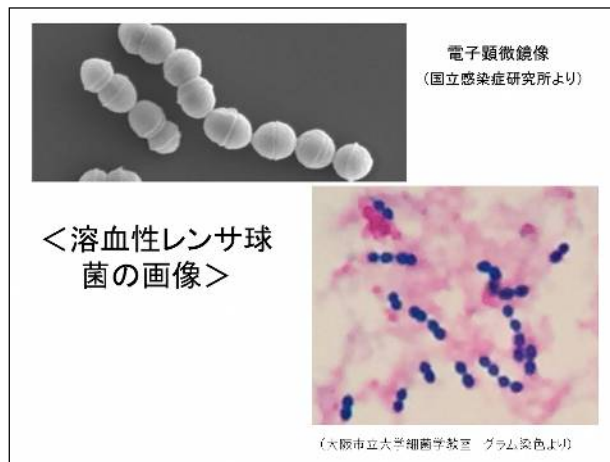 電子顕微鏡像
（国立感染症研究所より）
＜溶血性レンサ球
菌の画像＞
（大阪市立大学細菌学教室　グラム染色より）